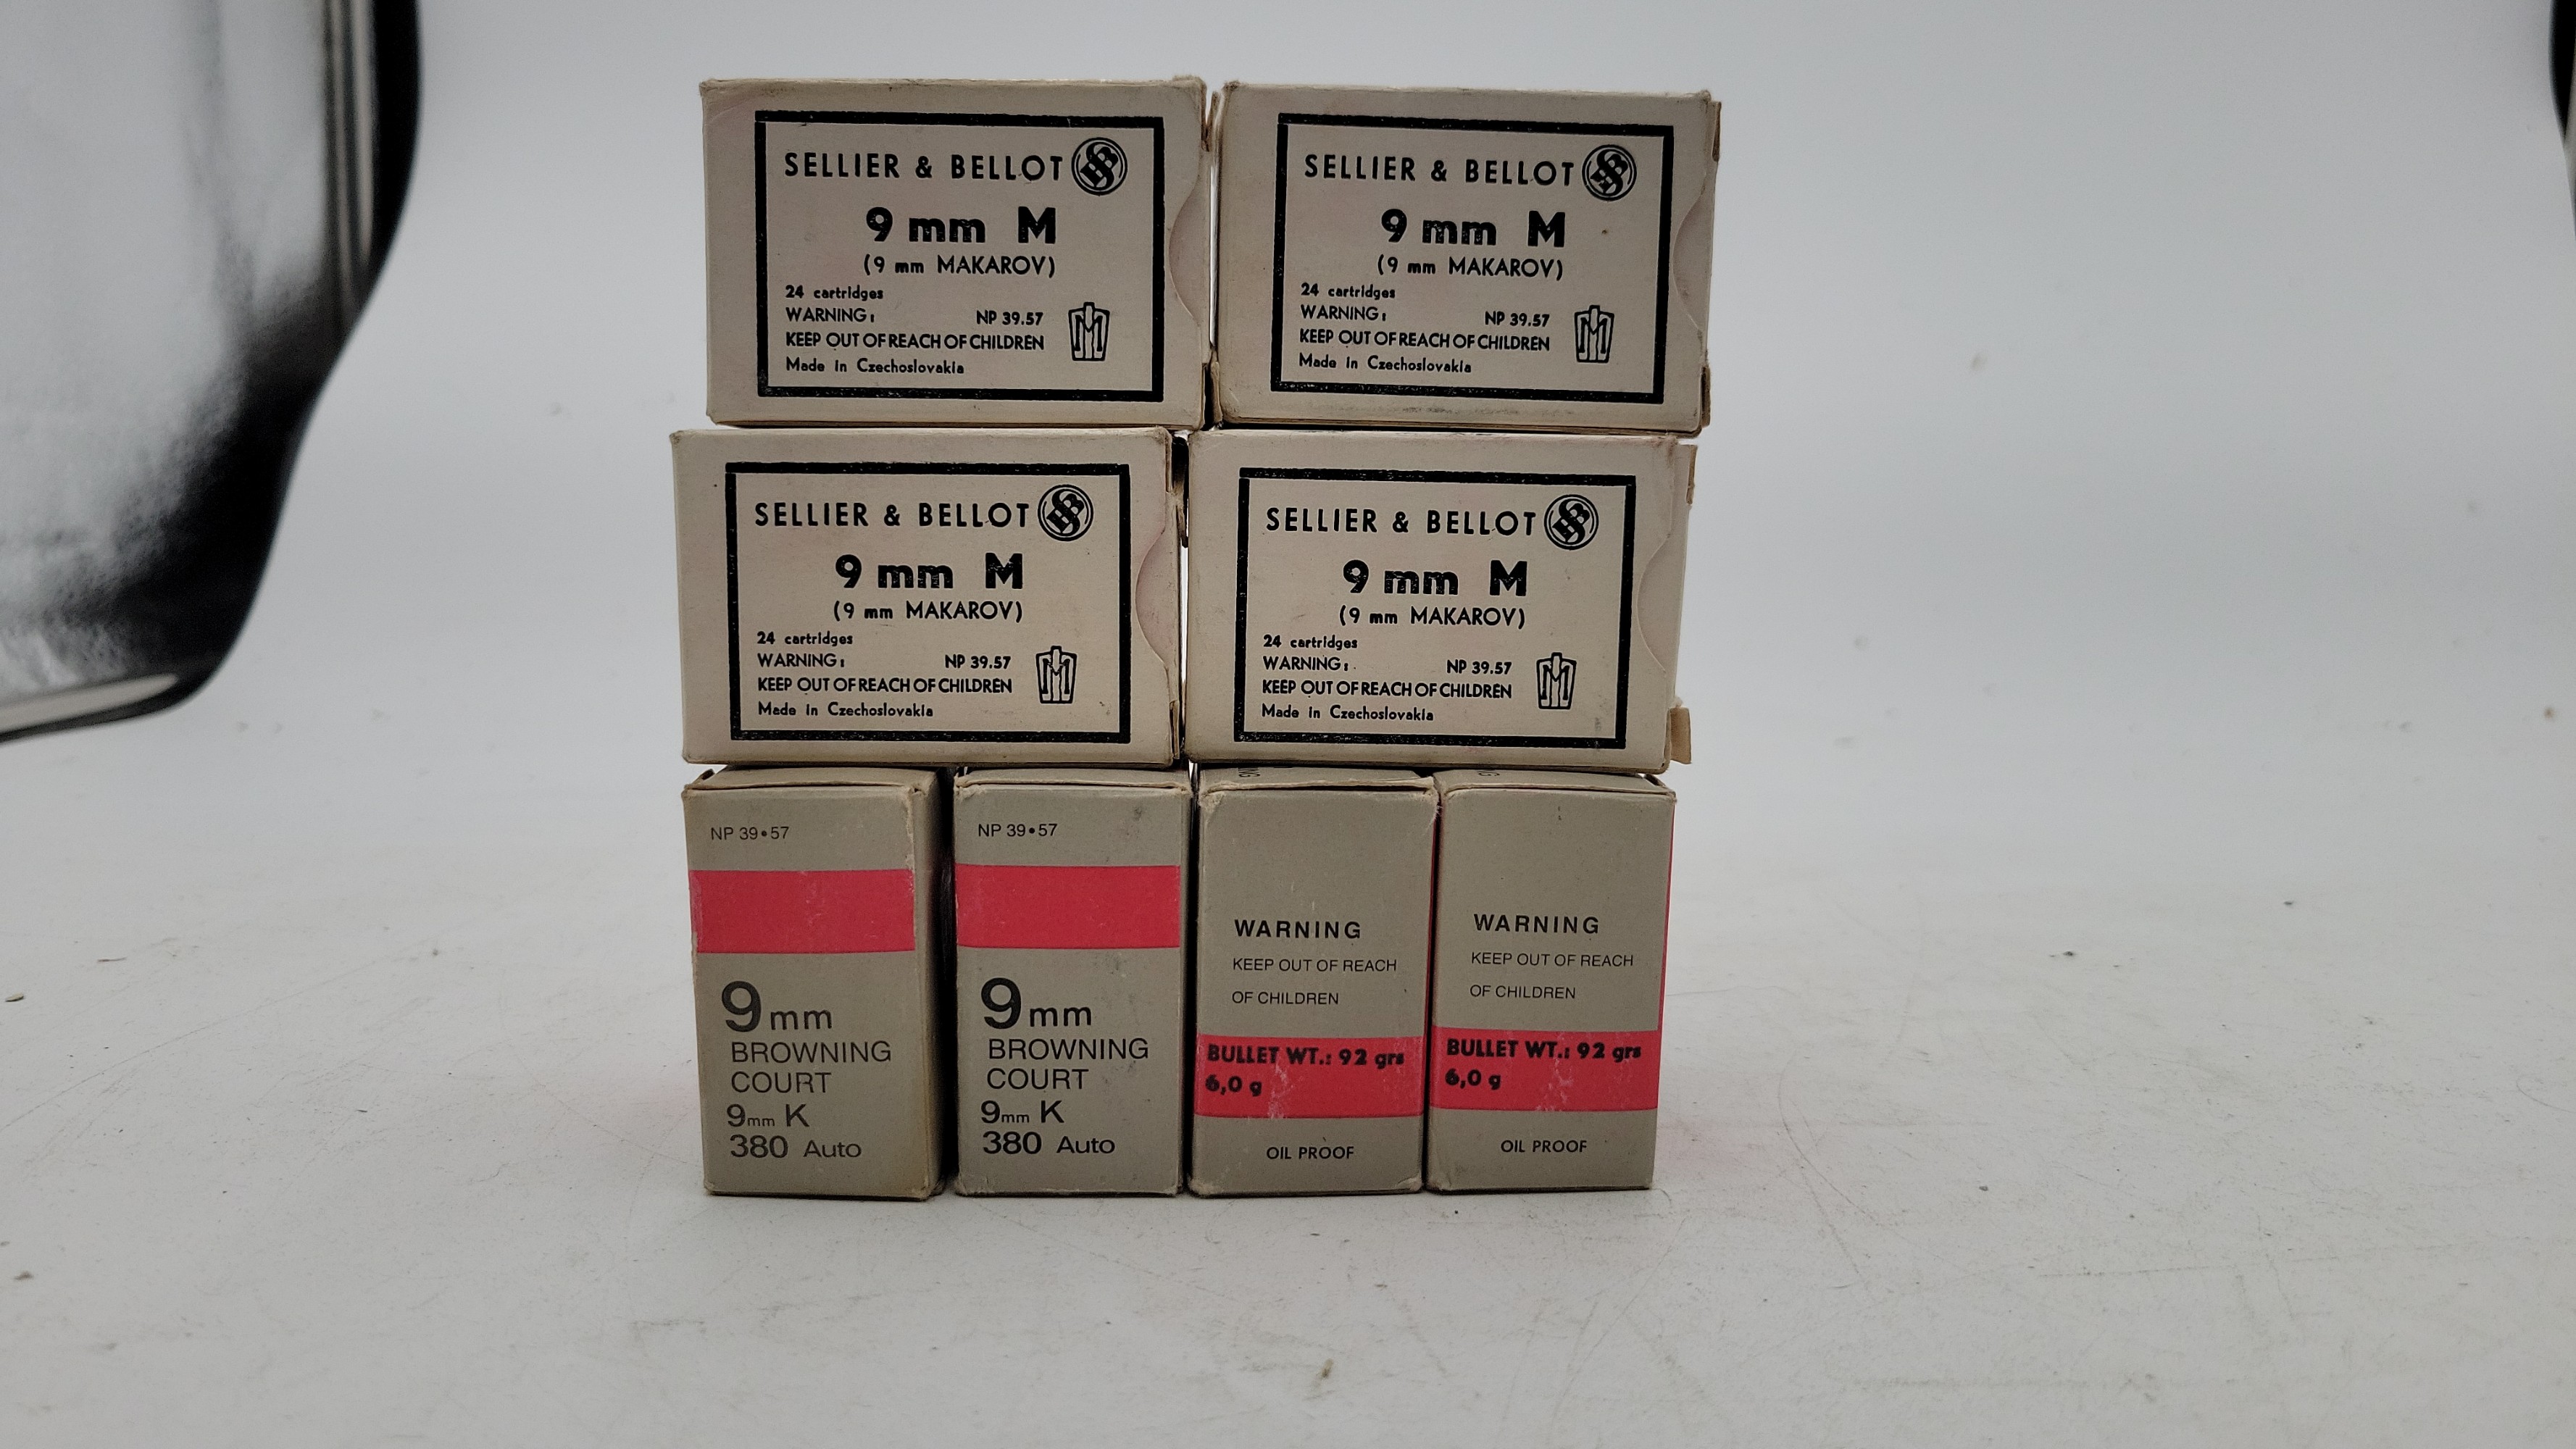 SELLIER & BELLOT
9 mm M
(9 mm MAKAROV)
24 cartridges
WARNING: NP 39.57
KEEP OUT OF REACH OF CHILDREN
Made in Czechoslovakia
SELLIER & BELLOT
9 mm M
(9 mm MAKAROV)
24 cartridges
WARNING: NP 39.57
KEEP OUT OF REACH OF CHILDREN
Made in Czechoslovakia
SELLIER & BELLOT
9 mm M
(9 mm MAKAROV)
24 cartridges
WARNING: NP 39.57
KEEP OUT OF REACH OF CHILDREN
Made in Czechoslovakia
SELLIER & BELLOT
9 mm M
(9 mm MAKAROV)
24 cartridges
WARNING: NP 39.57
KEEP OUT OF REACH OF CHILDREN
Made in Czechoslovakia
NP 39•57
9mm
BROWNING
COURT
9mm K
380 Auto
NP 39•57
9mm
BROWNING
COURT
9mm K
380 Auto
WARNING
KEEP OUT OF REACH
OF CHILDREN
BULLET WT.: 92 grs
6,0 g
OIL PROOF
WARNING
KEEP OUT OF REACH
OF CHILDREN
BULLET WT.: 92 grs
6,0 g
OIL PROOF